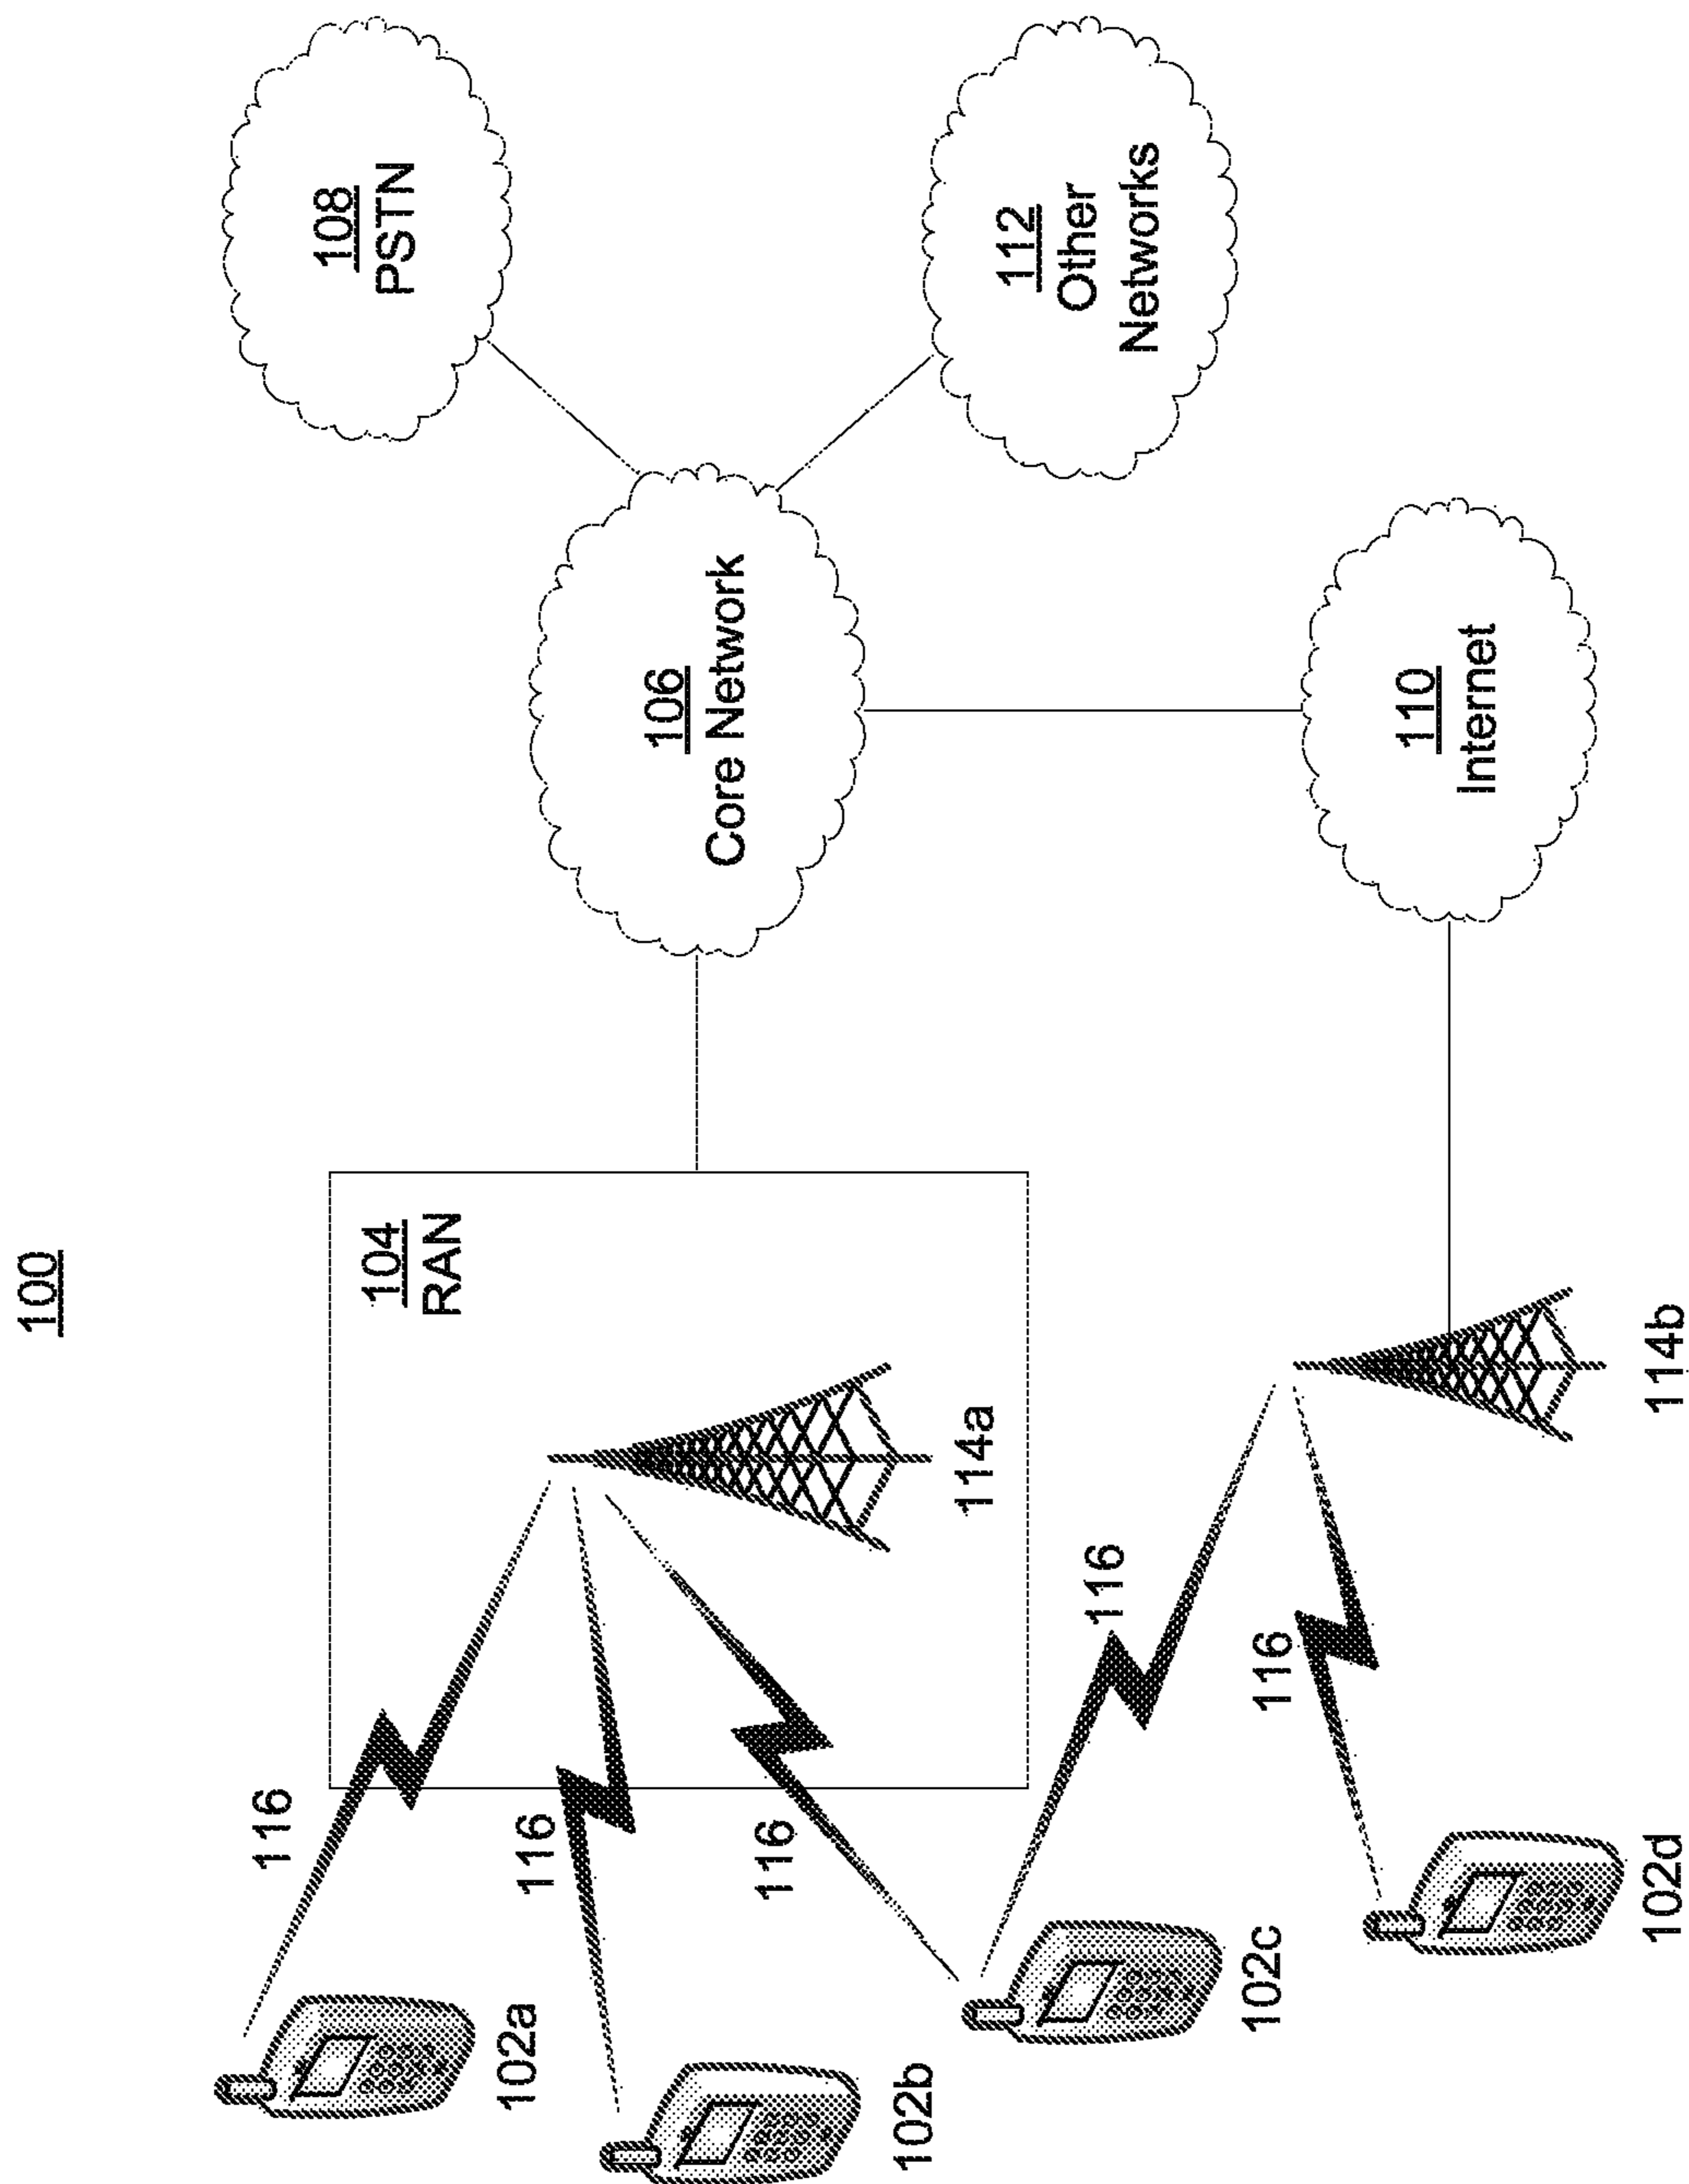 100
108
PSTN
104
RAN
106
Core Network
112
Other
Networks
110
Internet
114a
114b
116
116
116
116
116
102a
102b
102c
102d